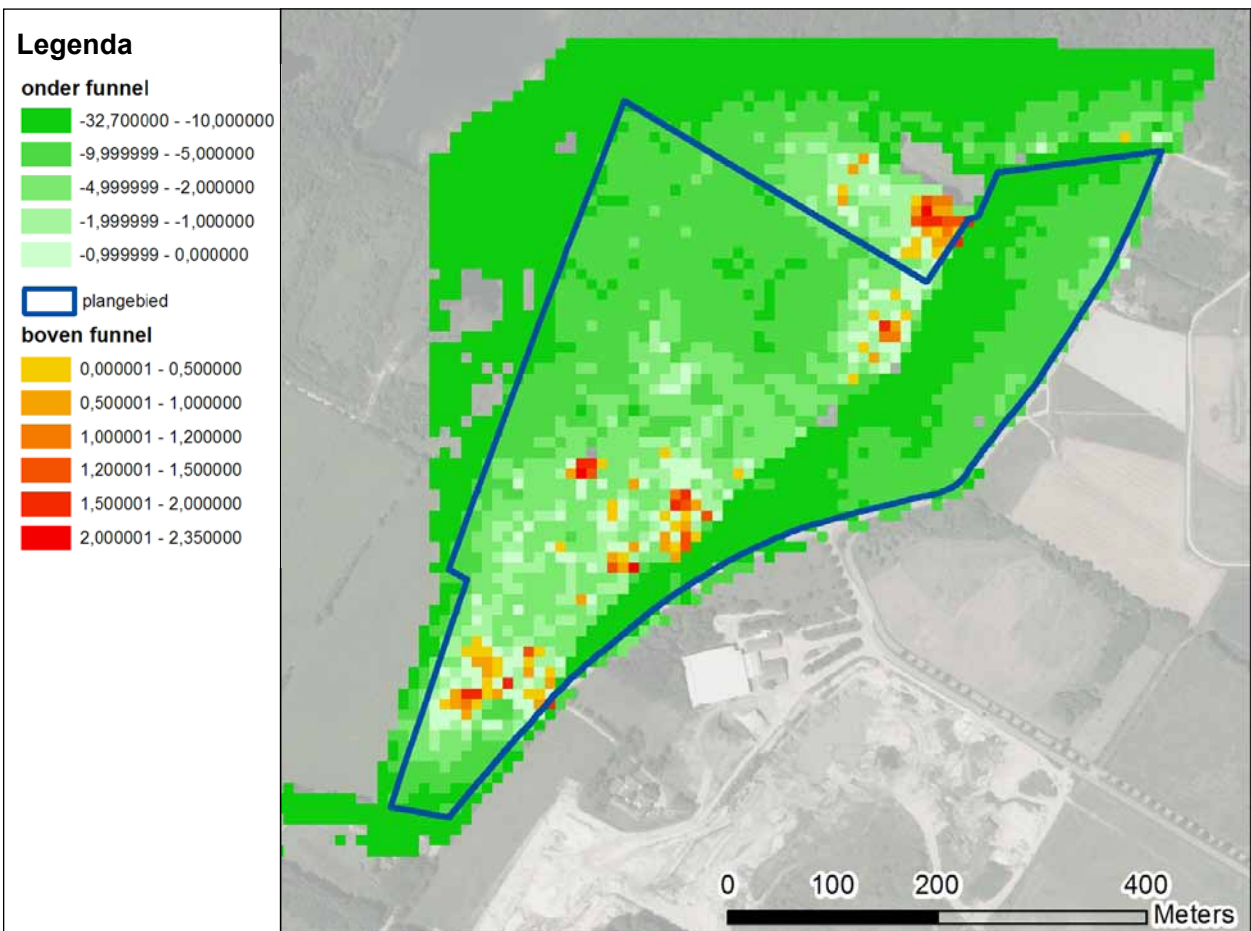 Legenda
onder funnel
-32,700000 - -10,000000
-9,999999 - -5,000000
-4,999999 - -2,000000
-1,999999 - -1,000000
-0,999999 - 0,000000
plangebied
boven funnel
0,000001 - 0,500000
0,500001 - 1,000000
1,000001 - 1,200000
1,200001 - 1,500000
1,500001 - 2,000000
2,000001 - 2,350000
0 100 200 400
Meters